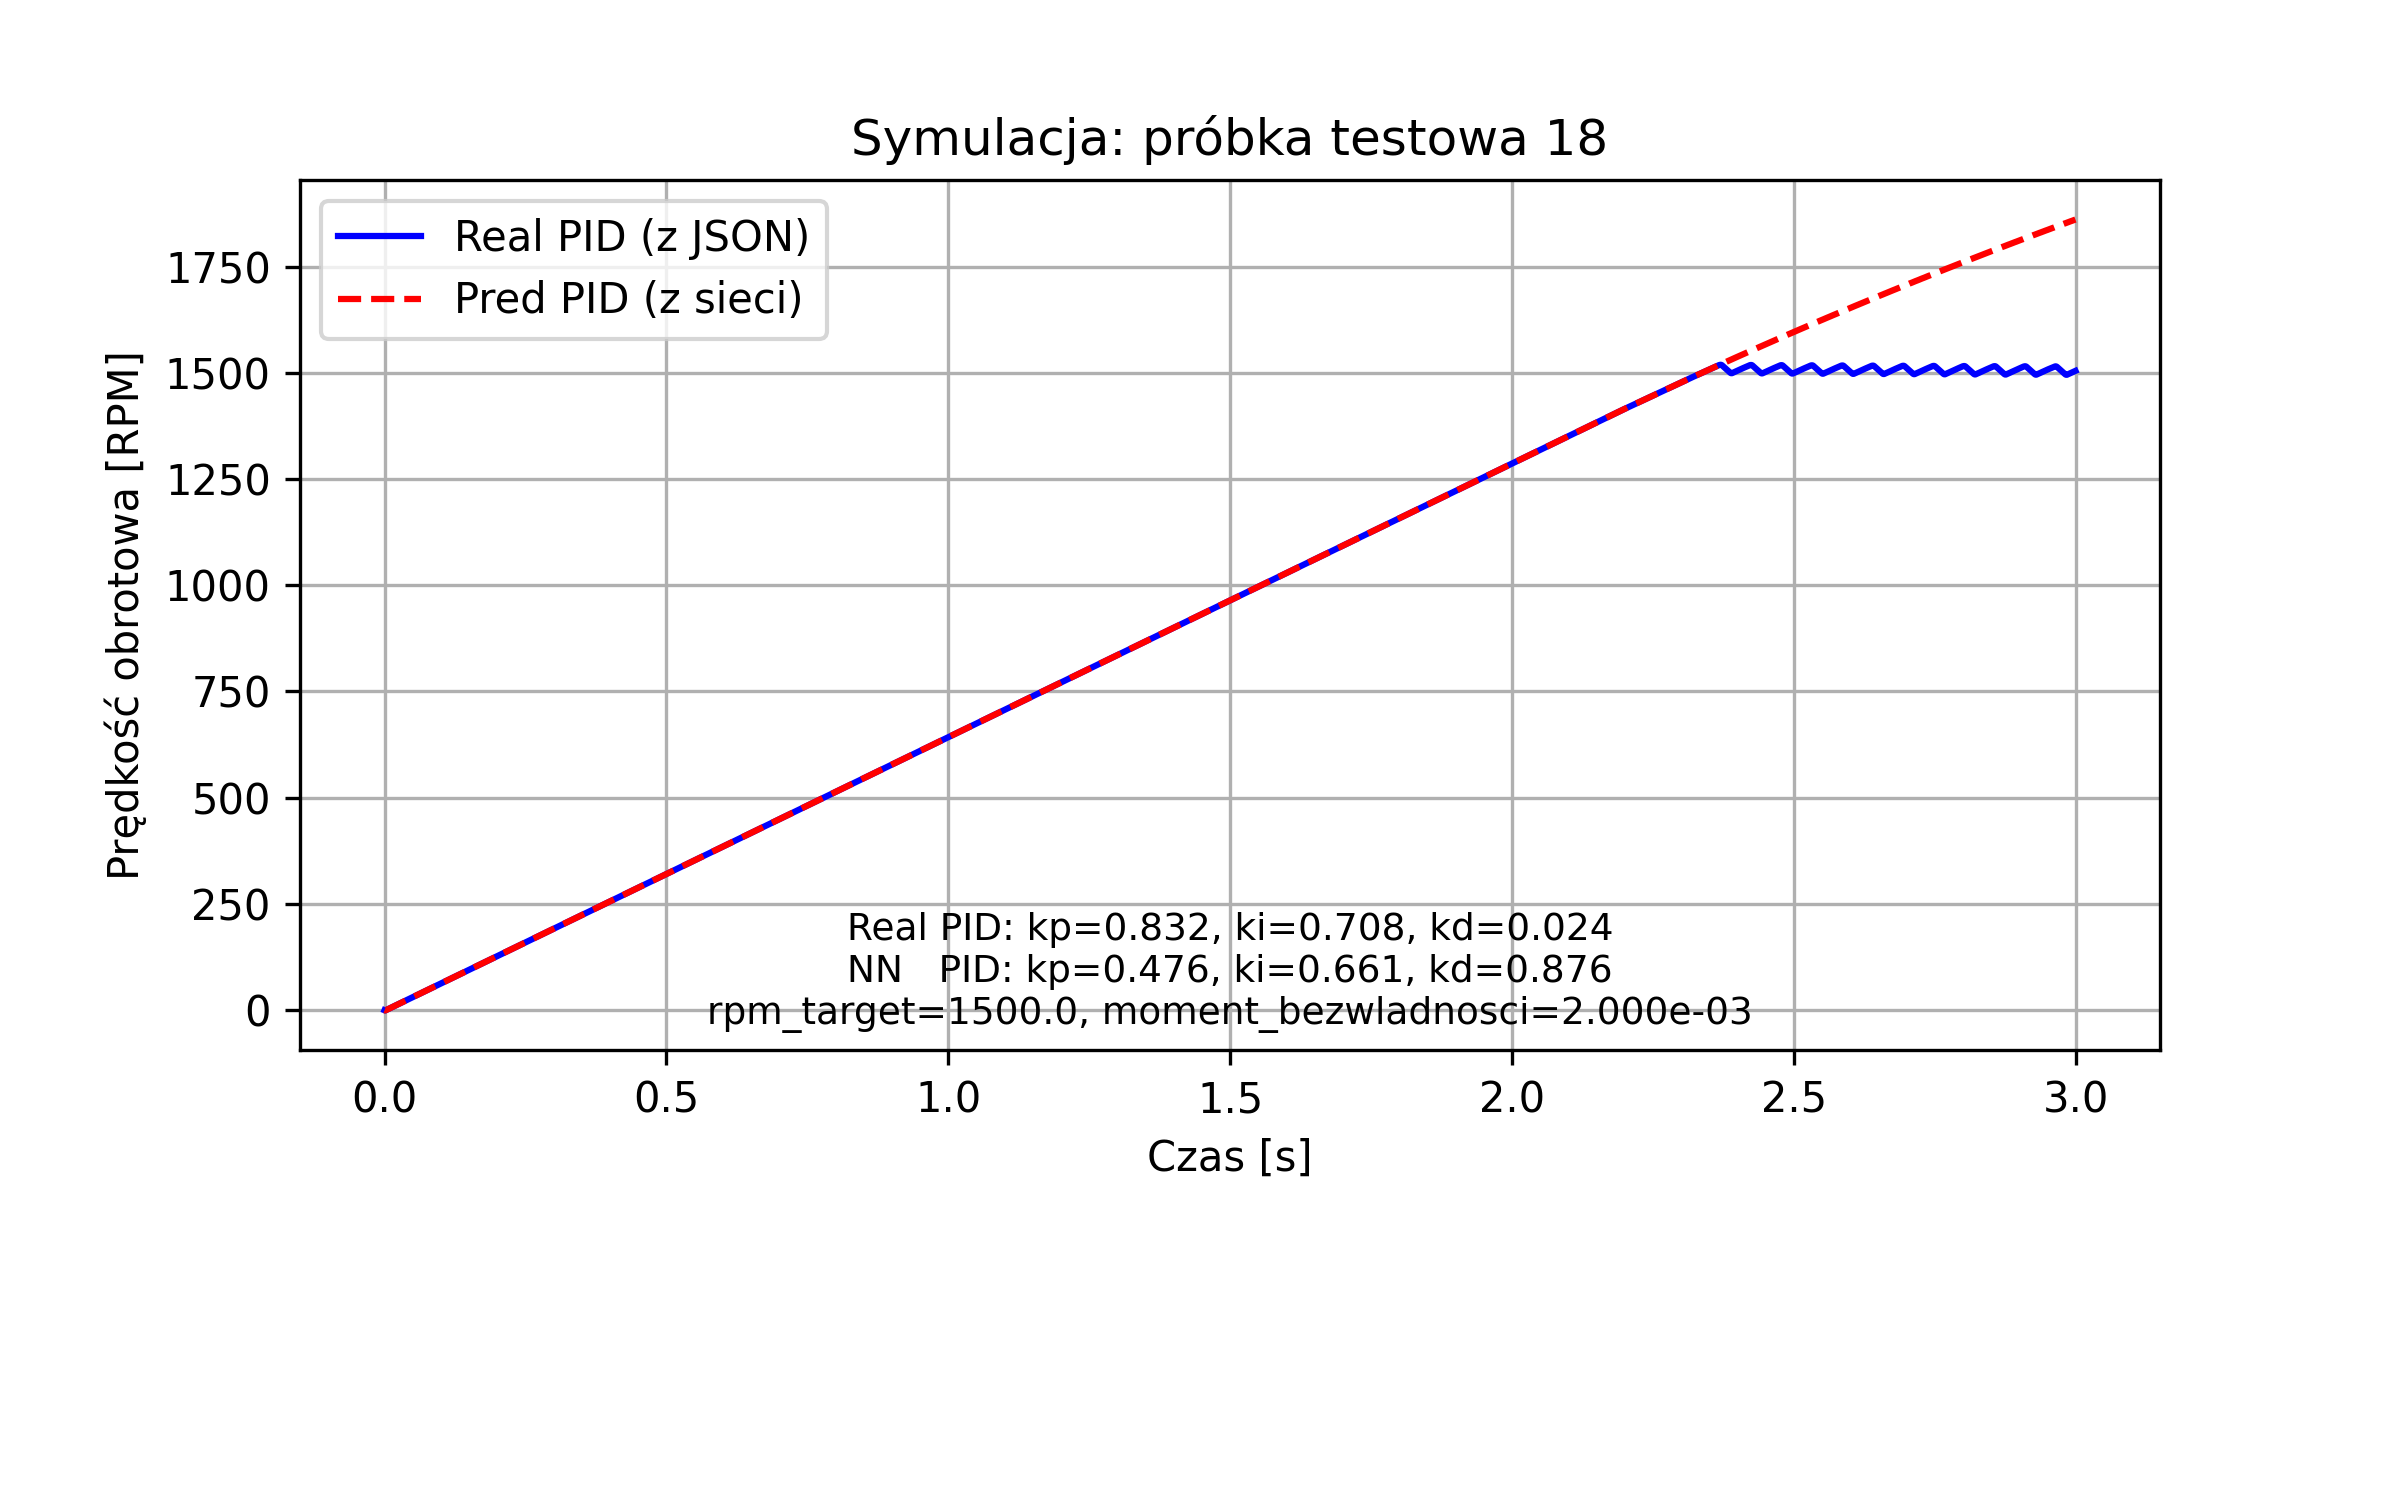 Symulacja: próbka testowa 18
Real PID (z JSON)
Pred PID (z sieci)
Prędkość obrotowa [RPM]
1750
1500
1250
1000
750
500
250
0
Real PID: kp=0.832, ki=0.708, kd=0.024
NN   PID: kp=0.476, ki=0.661, kd=0.876
rpm_target=1500.0, moment_bezwladnosci=2.000e-03
0.0 0.5 1.0 1.5 2.0 2.5 3.0
Czas [s]